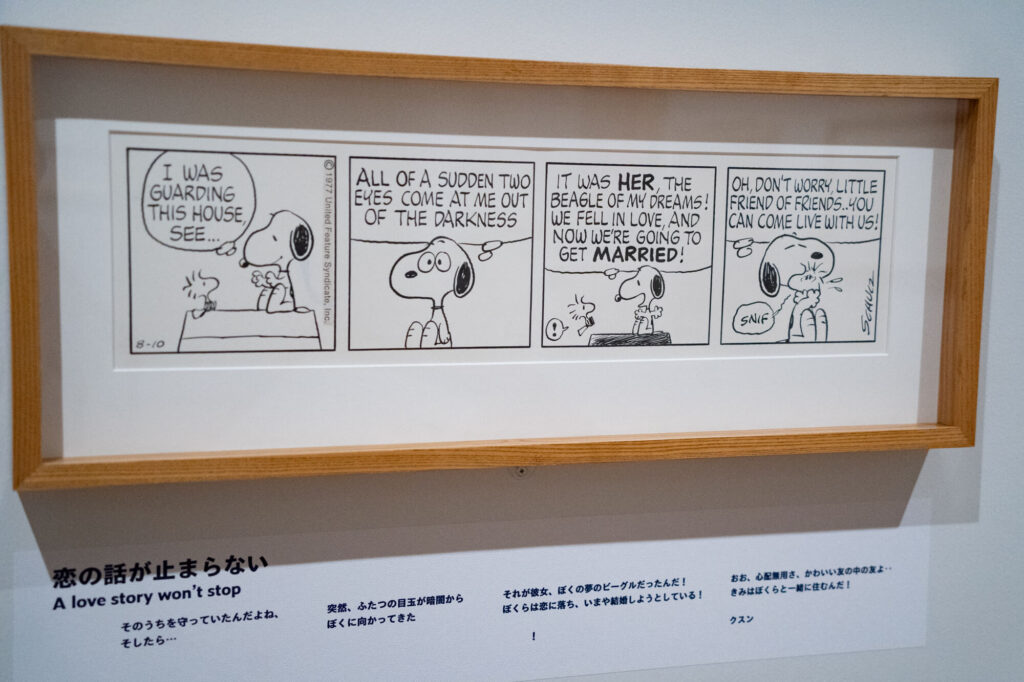 I WAS
GUARDING
THIS HOUSE,
SEE...
© 1977 United Feature Syndicate, Inc.
8-10
ALL OF A SUDDEN TWO
EYES COME AT ME OUT
OF THE DARKNESS
IT WAS HER, THE
BEAGLE OF MY DREAMS!
WE FELL IN LOVE, AND
NOW WE'RE GOING TO
GET MARRIED!
!
OH, DON'T WORRY, LITTLE
FRIEND OF FRIENDS...YOU
CAN COME LIVE WITH US!
SNIF
SCHULZ
恋の話が止まらない
A love story won't stop
そのうちを守っていたんだよね、
そしたら…
突然、ふたつの目玉が暗闇から
ぼくに向かってきた
それが彼女、ぼくの夢のビーグルだったんだ！
ぼくらは恋に落ち、いまや結婚しようとしている！
！
おお、心配無用さ、かわいい友の中の友よ‥
きみはぼくらと一緒に住むんだ！
クスン